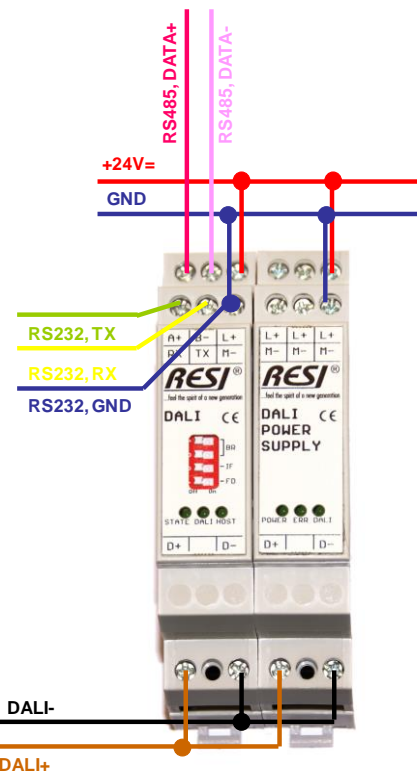 RS485, DATA+
RS485, DATA-
+24V=
GND
RS232, TX
RS232, RX
RS232, GND
A+ B- L+
RX TX M-
RESI®
...feel the spirit of a new generation
DALI CE
BR
IF
FD
ON
STATE DALI HOST
D+ D-
L+ L+ L+
M- M- M-
RESI®
...feel the spirit of a new generation
DALI CE
POWER
SUPPLY
POWER ERR DALI
D+ D-
DALI-
DALI+